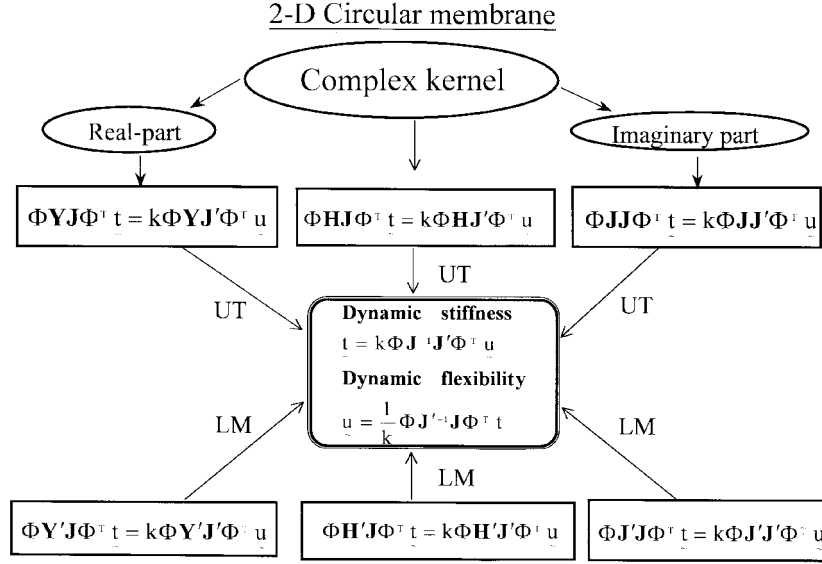 2-D Circular membrane
Complex kernel
Real-part
Imaginary part
ΦYJΦᵀ t = kΦYJ′Φᵀ u
ΦHJΦᵀ t = kΦHJ′Φᵀ u
ΦJJΦᵀ t = kΦJJ′Φᵀ u
UT
UT
UT
Dynamic stiffness
t = kΦJ⁻¹J′Φᵀ u
Dynamic flexibility
u = 1/k ΦJ′⁻¹JΦᵀ t
LM
LM
LM
ΦY′JΦᵀ t = kΦY′J′Φᵀ u
ΦH′JΦᵀ t = kΦH′J′Φᵀ u
ΦJ′JΦᵀ t = kΦJ′J′Φᵀ u